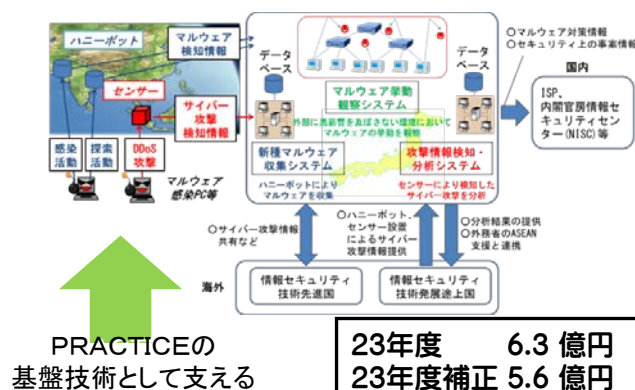 ハニーポット
マルウェア
検知情報
センサー
サイバー
攻撃
検知情報
感染
活動
探索
活動
DDoS
攻撃
マルウェア
感染PC等
データ
ベース
データ
ベース
マルウェア挙動
観察システム
外部に悪影響を及ぼさない環境において
マルウェアの挙動を観察
新種マルウェア
収集システム
ハニーポットにより
マルウェアを収集
攻撃情報検知・
分析システム
センサーにより検知した
サイバー攻撃を分析
○マルウェア対策情報
○セキュリティ上の事案情報
国内
ISP、
内閣官房情報セ
キュリティセン
ター(NISC)等
○サイバー攻撃情報
共有など
○ハニーポット、
センサー設置
によるサイバー
攻撃情報提供
○分析結果の提供
○外務省のASEAN
支援と連携
海外
情報セキュリティ
技術先進国
情報セキュリティ
技術発展途上国
PRACTICEの
基盤技術として支える
23年度 6.3 億円
23年度補正 5.6 億円